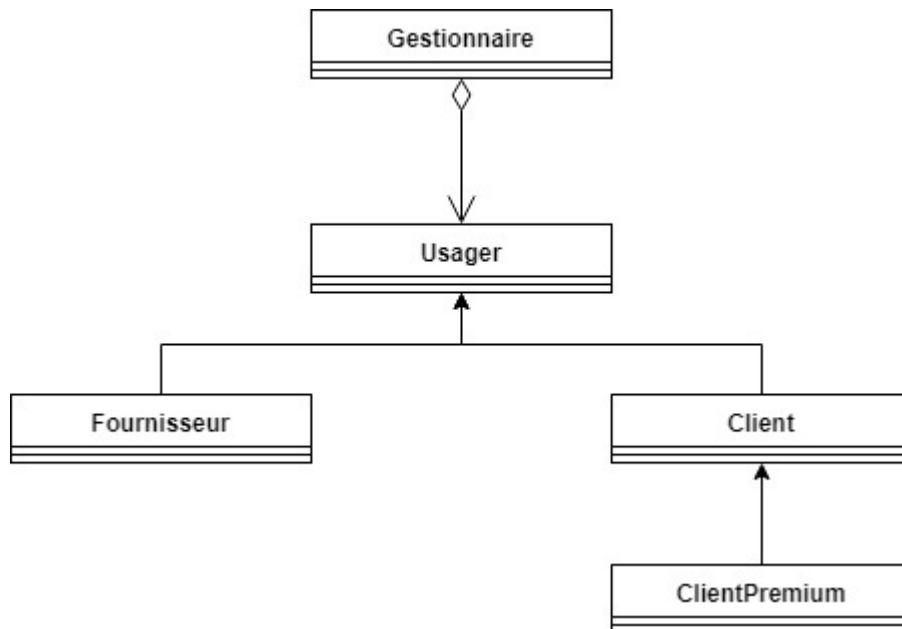 Gestionnaire
Usager
Fournisseur
Client
ClientPremium